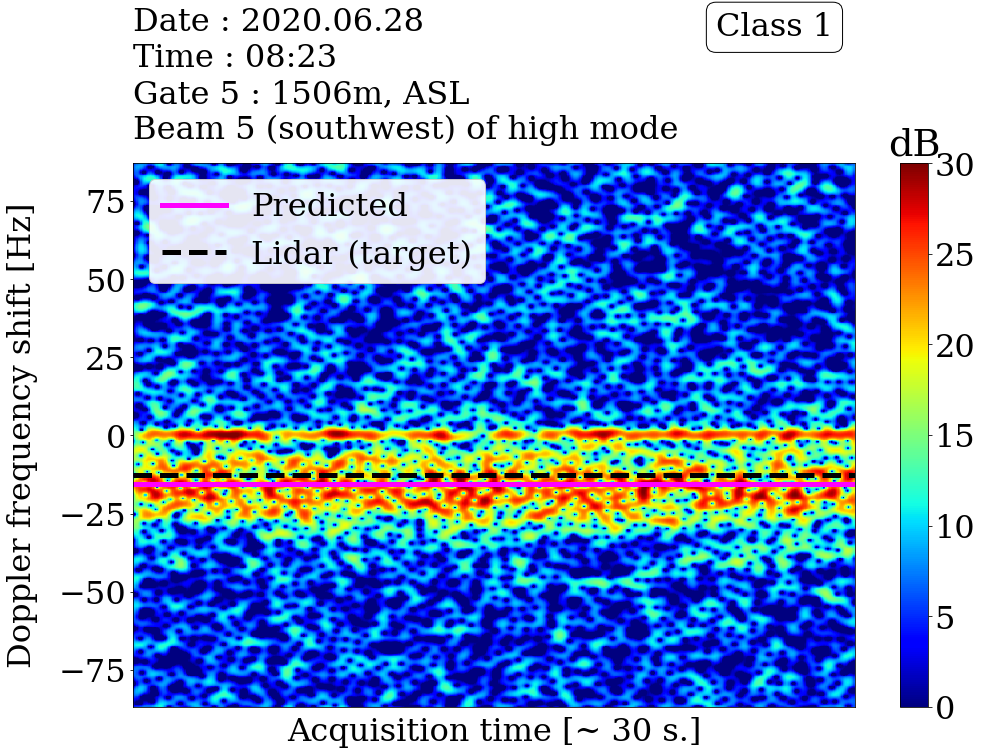 Date : 2020.06.28
Time : 08:23
Gate 5 : 1506m, ASL
Beam 5 (southwest) of high mode
Class 1
dB
Predicted
Lidar (target)
Doppler frequency shift [Hz]
75
50
25
0
−25
−50
−75
Acquisition time [~ 30 s.]
30
25
20
15
10
5
0